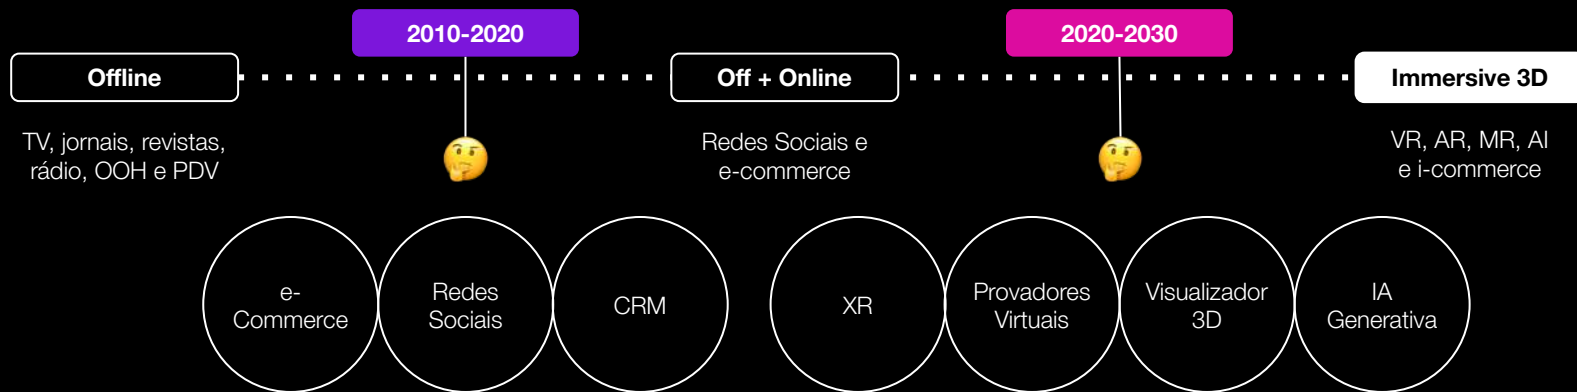 2010-2020
2020-2030
Offline
Off + Online
Immersive 3D
TV, jornais, revistas,
rádio, OOH e PDV
Redes Sociais e
e-commerce
VR, AR, MR, AI
e i-commerce
e-
Commerce
Redes
Sociais
CRM
XR
Provadores
Virtuais
Visualizador
3D
IA
Generativa